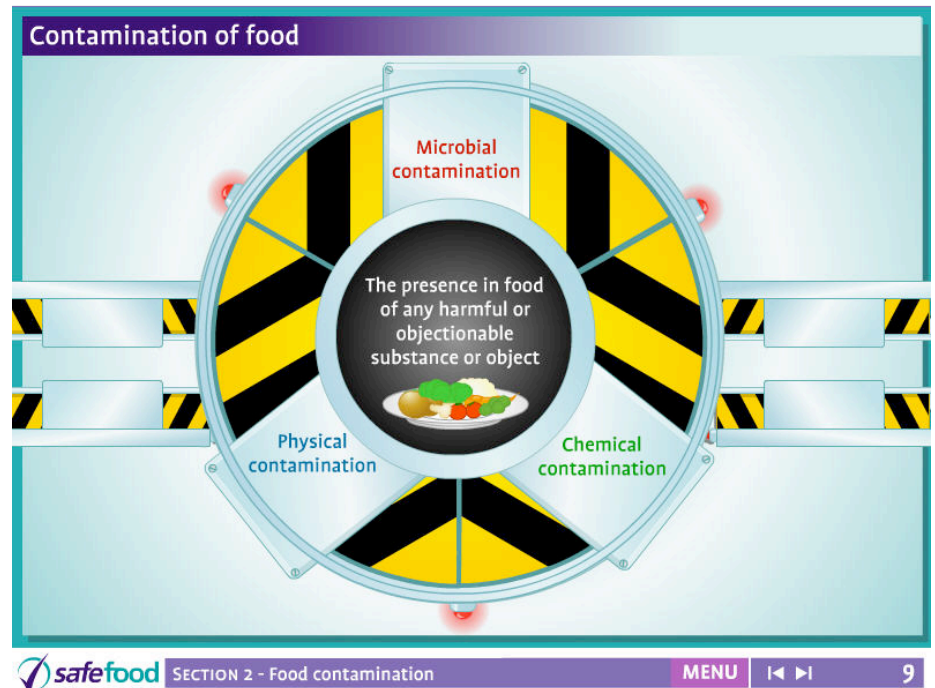 Contamination of food
Microbial
contamination
The presence in food
of any harmful or
objectionable
substance or object
Physical
contamination
Chemical
contamination
safefood SECTION 2 - Food contamination MENU 9